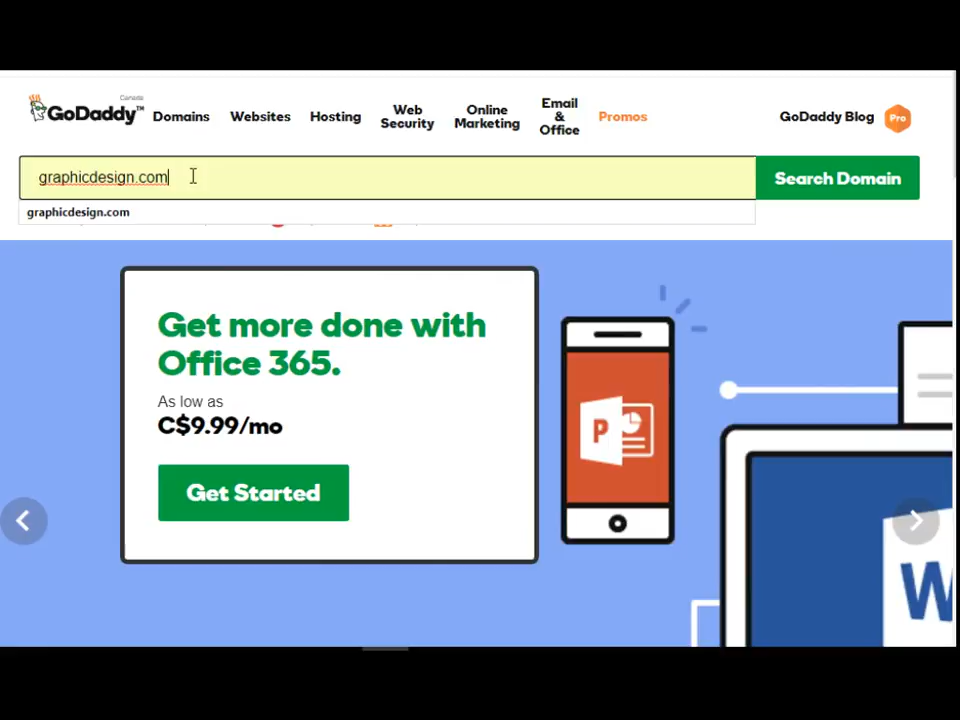 Canada
GoDaddy™
Domains
Websites
Hosting
Web
Security
Online
Marketing
Email
&
Office
Promos
GoDaddy Blog
Pro
graphicdesign.com
Search Domain
graphicdesign.com
Get more done with
Office 365.
As low as
C$9.99/mo
Get Started
P
W